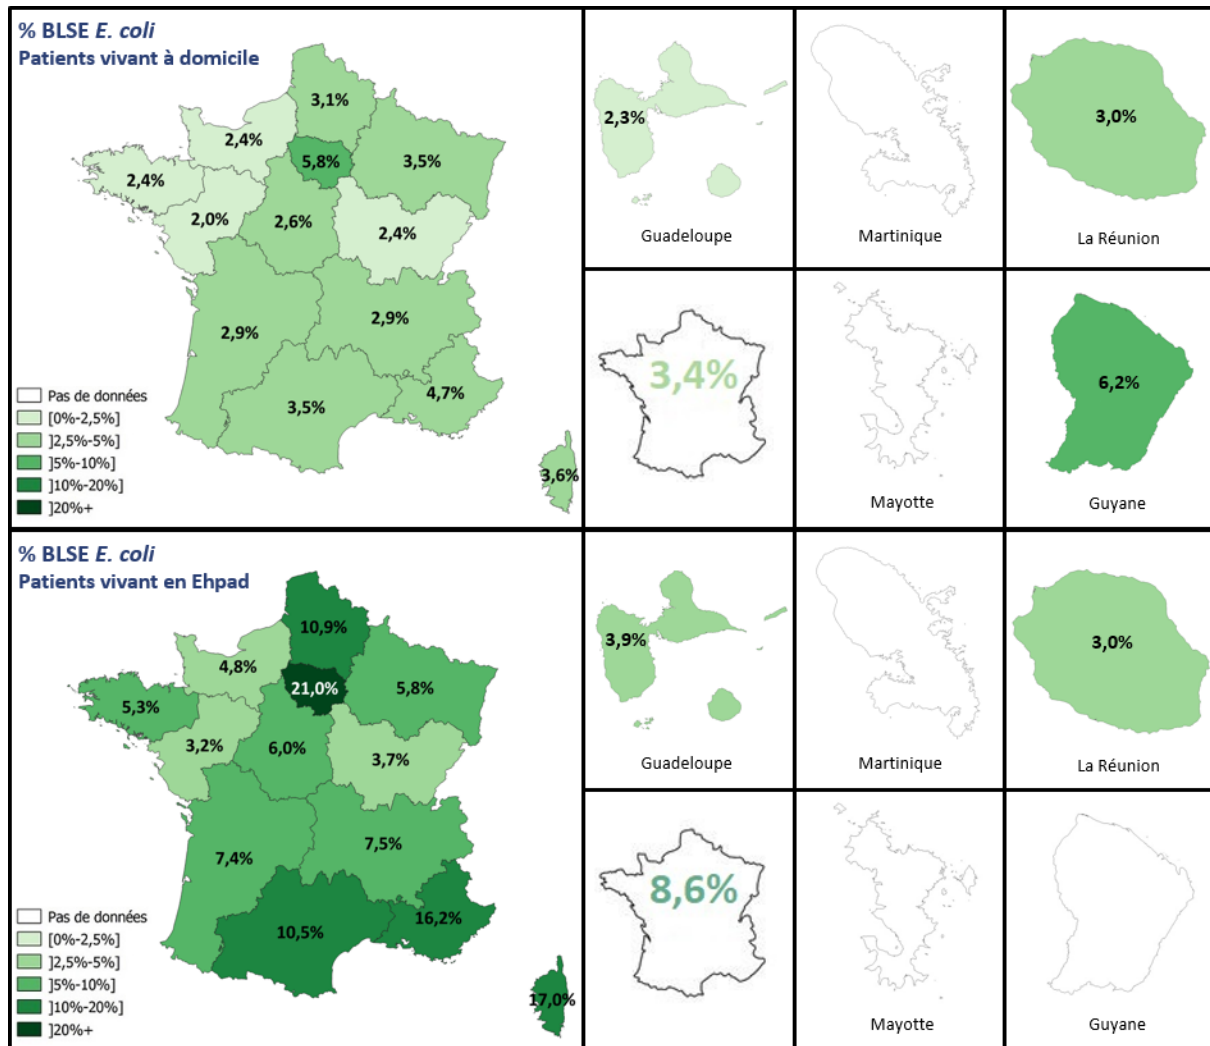 % BLSE E. coli
Patients vivant à domicile
3,1%
2,4%
5,8%
3,5%
2,4%
2,0%
2,6%
2,4%
2,9%
2,9%
3,5%
4,7%
3,6%
Pas de données
[0%-2,5%]
]2,5%-5%]
]5%-10%]
]10%-20%]
]20%+
2,3%
Guadeloupe
Martinique
3,0%
La Réunion
3,4%
Mayotte
6,2%
Guyane
% BLSE E. coli
Patients vivant en Ehpad
10,9%
4,8%
21,0%
5,8%
5,3%
3,2%
6,0%
3,7%
7,4%
7,5%
10,5%
16,2%
17,0%
Pas de données
[0%-2,5%]
]2,5%-5%]
]5%-10%]
]10%-20%]
]20%+
3,9%
Guadeloupe
Martinique
3,0%
La Réunion
8,6%
Mayotte
Guyane